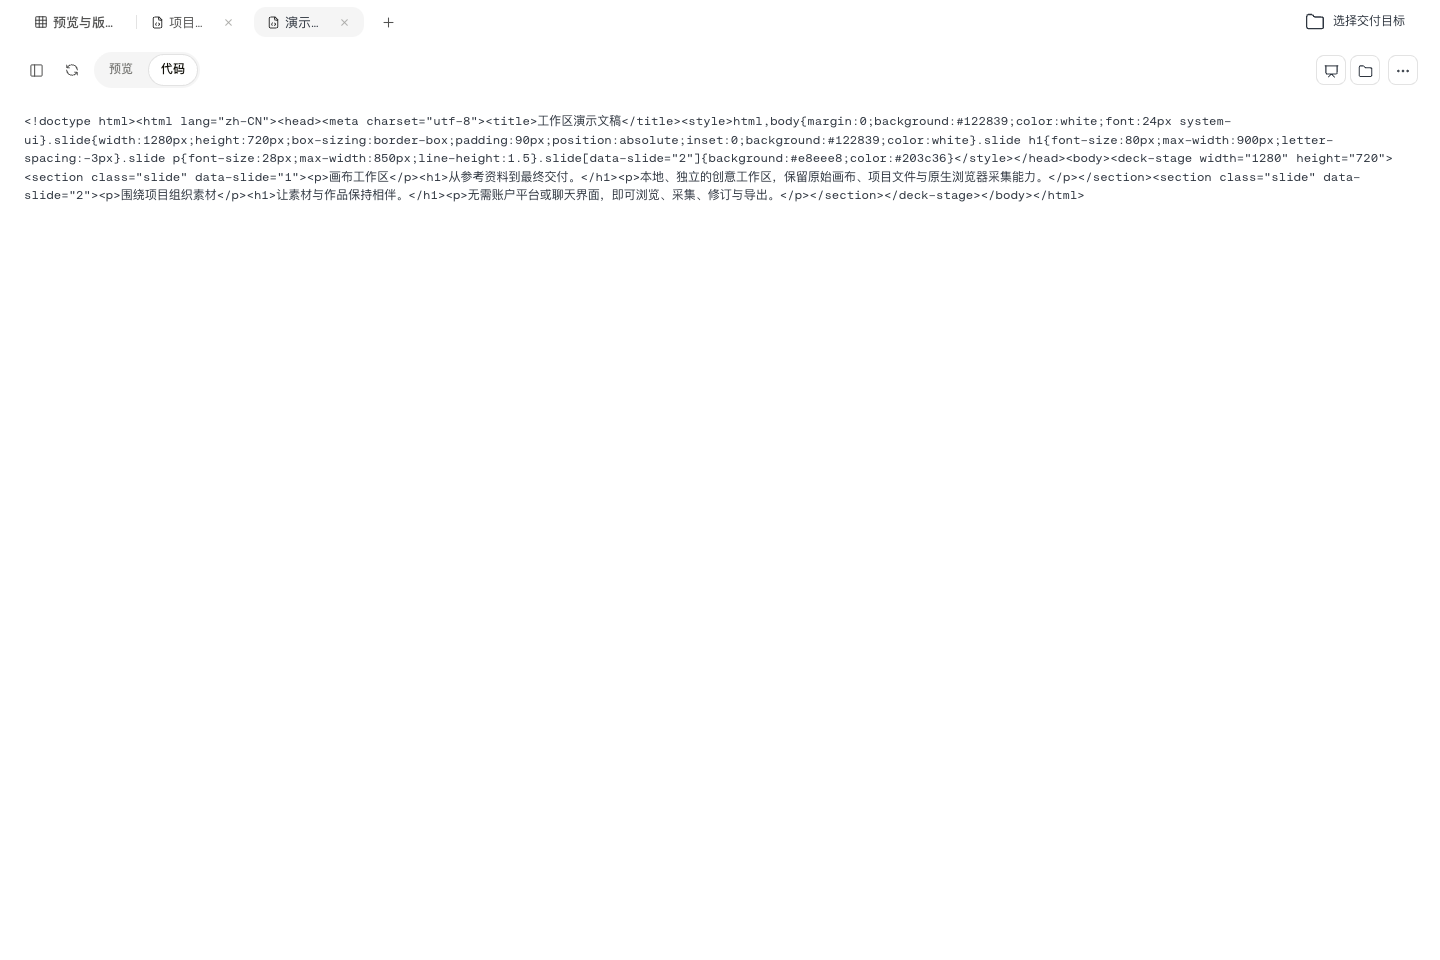 预览与版…
项目…
演示…
选择交付目标
预览
代码
<!doctype html><html lang="zh-CN"><head><meta charset="utf-8"><title>工作区演示文稿</title><style>html,body{margin:0;background:#122839;color:white;font:24px system-
ui}.slide{width:1280px;height:720px;box-sizing:border-box;padding:90px;position:absolute;inset:0;background:#122839;color:white}.slide h1{font-size:80px;max-width:900px;letter-
spacing:-3px}.slide p{font-size:28px;max-width:850px;line-height:1.5}.slide[data-slide="2"]{background:#e8eee8;color:#203c36}</style></head><body><deck-stage width="1280" height="720">
<section class="slide" data-slide="1"><p>画布工作区</p><h1>从参考资料到最终交付。</h1><p>本地、独立的创意工作区，保留原始画布、项目文件与原生浏览器采集能力。</p></section><section class="slide" data-
slide="2"><p>围绕项目组织素材</p><h1>让素材与作品保持相伴。</h1><p>无需账户平台或聊天界面，即可浏览、采集、修订与导出。</p></section></deck-stage></body></html>